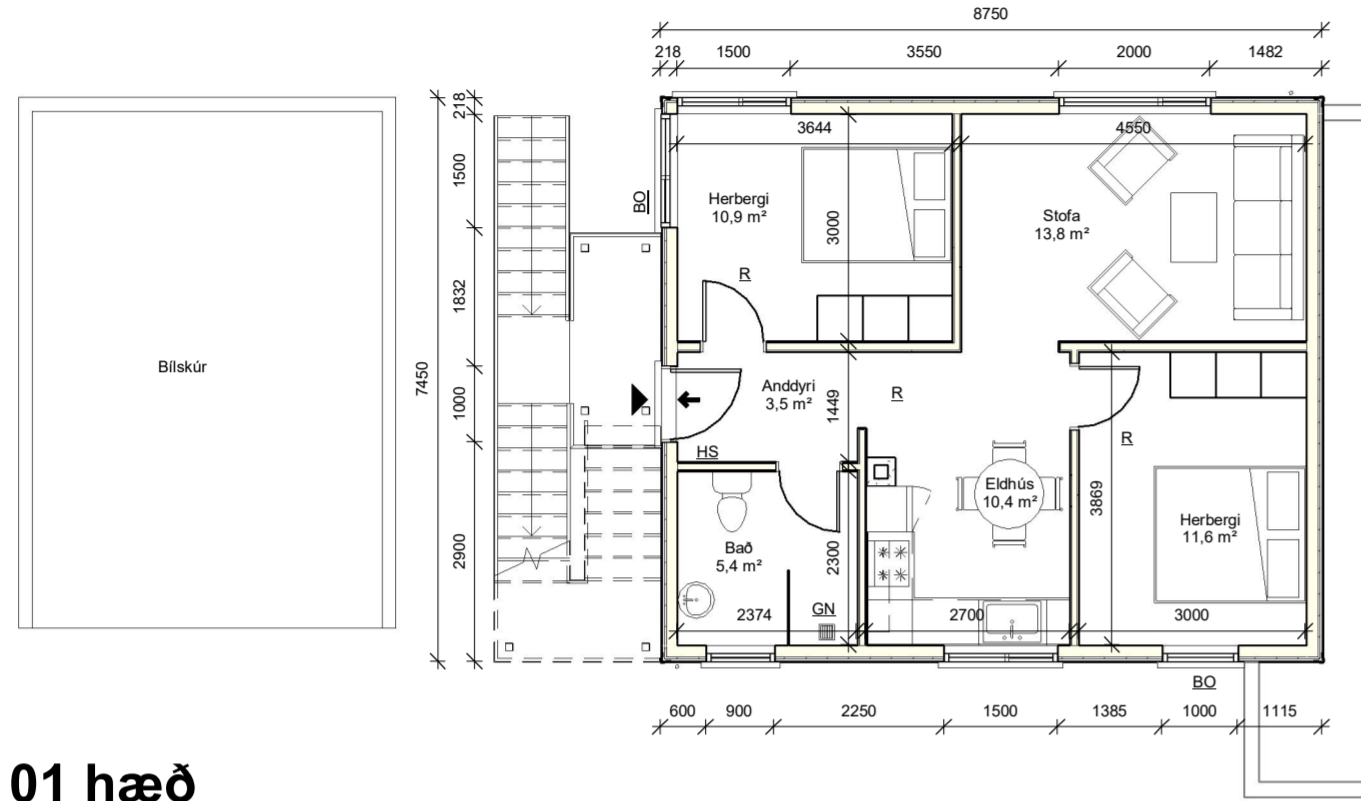 8750
218 1500 3550 2000 1482
218
1500
1832
1000
2900
7450
Bílskúr
BO
3644
4550
Herbergi
10,9 m²
3000
R
Stofa
13,8 m²
Anddyri
3,5 m²
1449
R
HS
R
Eldhús
10,4 m²
3869
Herbergi
11,6 m²
Bað
5,4 m²
2300
GN
2374
2700
3000
BO
600 900 2250 1500 1385 1000 1115
01 hæð